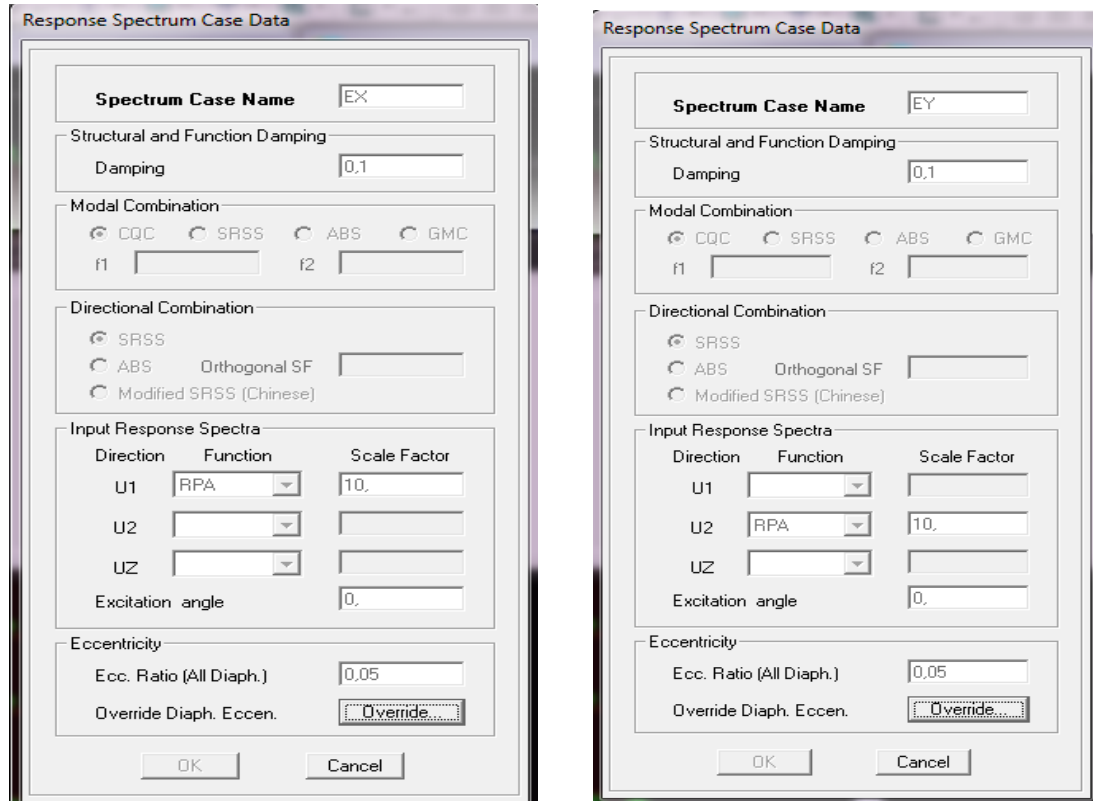 Response Spectrum Case Data
Spectrum Case Name EX
Structural and Function Damping
Damping 0,1
Modal Combination
CQC SRSS ABS GMC
f1 f2
Directional Combination
SRSS
ABS Orthogonal SF
Modified SRSS (Chinese)
Input Response Spectra
Direction Function Scale Factor
U1 RPA 10,
U2
UZ
Excitation angle 0,
Eccentricity
Ecc. Ratio (All Diaph.) 0,05
Override Diaph. Eccen. Override...
OK Cancel
Response Spectrum Case Data
Spectrum Case Name EY
Structural and Function Damping
Damping 0,1
Modal Combination
CQC SRSS ABS GMC
f1 f2
Directional Combination
SRSS
ABS Orthogonal SF
Modified SRSS (Chinese)
Input Response Spectra
Direction Function Scale Factor
U1
U2 RPA 10,
UZ
Excitation angle 0,
Eccentricity
Ecc. Ratio (All Diaph.) 0,05
Override Diaph. Eccen. Override...
OK Cancel